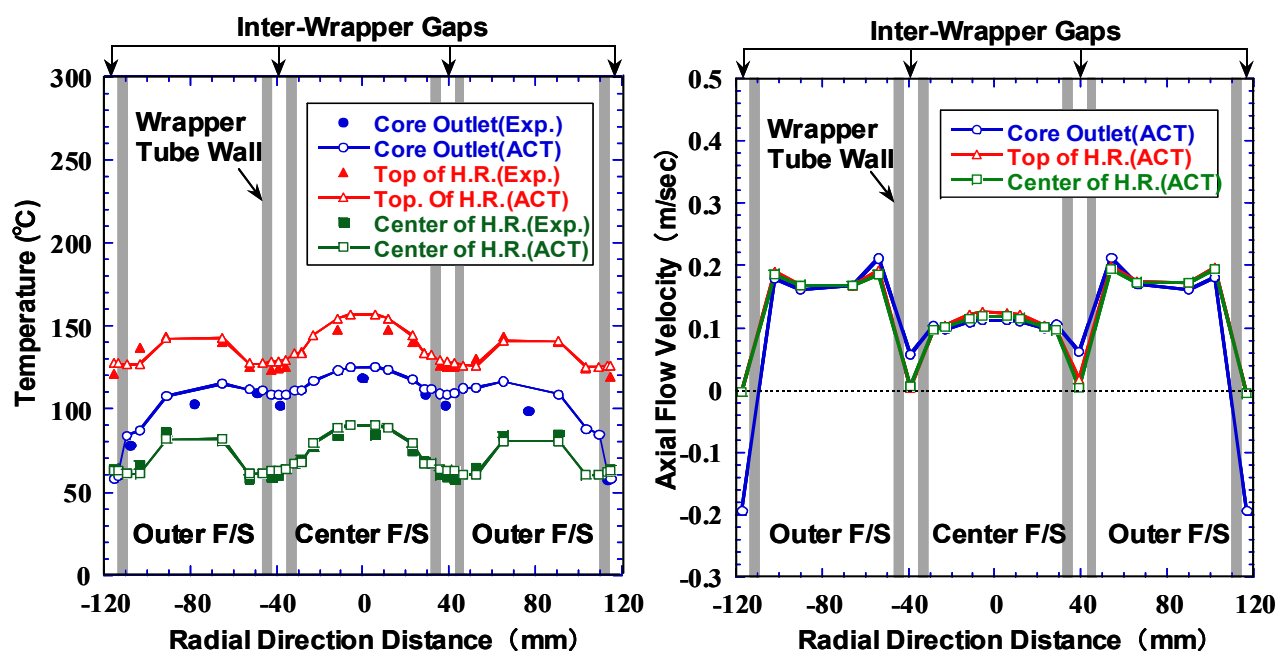 Inter-Wrapper Gaps
300
250
200
150
100
50
0
Temperature (℃)
Wrapper
Tube Wall
Core Outlet(Exp.)
Core Outlet(ACT)
Top of H.R.(Exp.)
Top. Of H.R.(ACT)
Center of H.R.(Exp.)
Center of H.R.(ACT)
Outer F/S
Center F/S
Outer F/S
-120 -80 -40 0 40 80 120
Radial Direction Distance (mm)
Inter-Wrapper Gaps
0.5
0.4
0.3
0.2
0.1
0
-0.1
-0.2
-0.3
Axial Flow Velocity (m/sec)
Wrapper
Tube Wall
Core Outlet(ACT)
Top of H.R.(ACT)
Center of H.R.(ACT)
Outer F/S
Center F/S
Outer F/S
-120 -80 -40 0 40 80 120
Radial Direction Distance (mm)